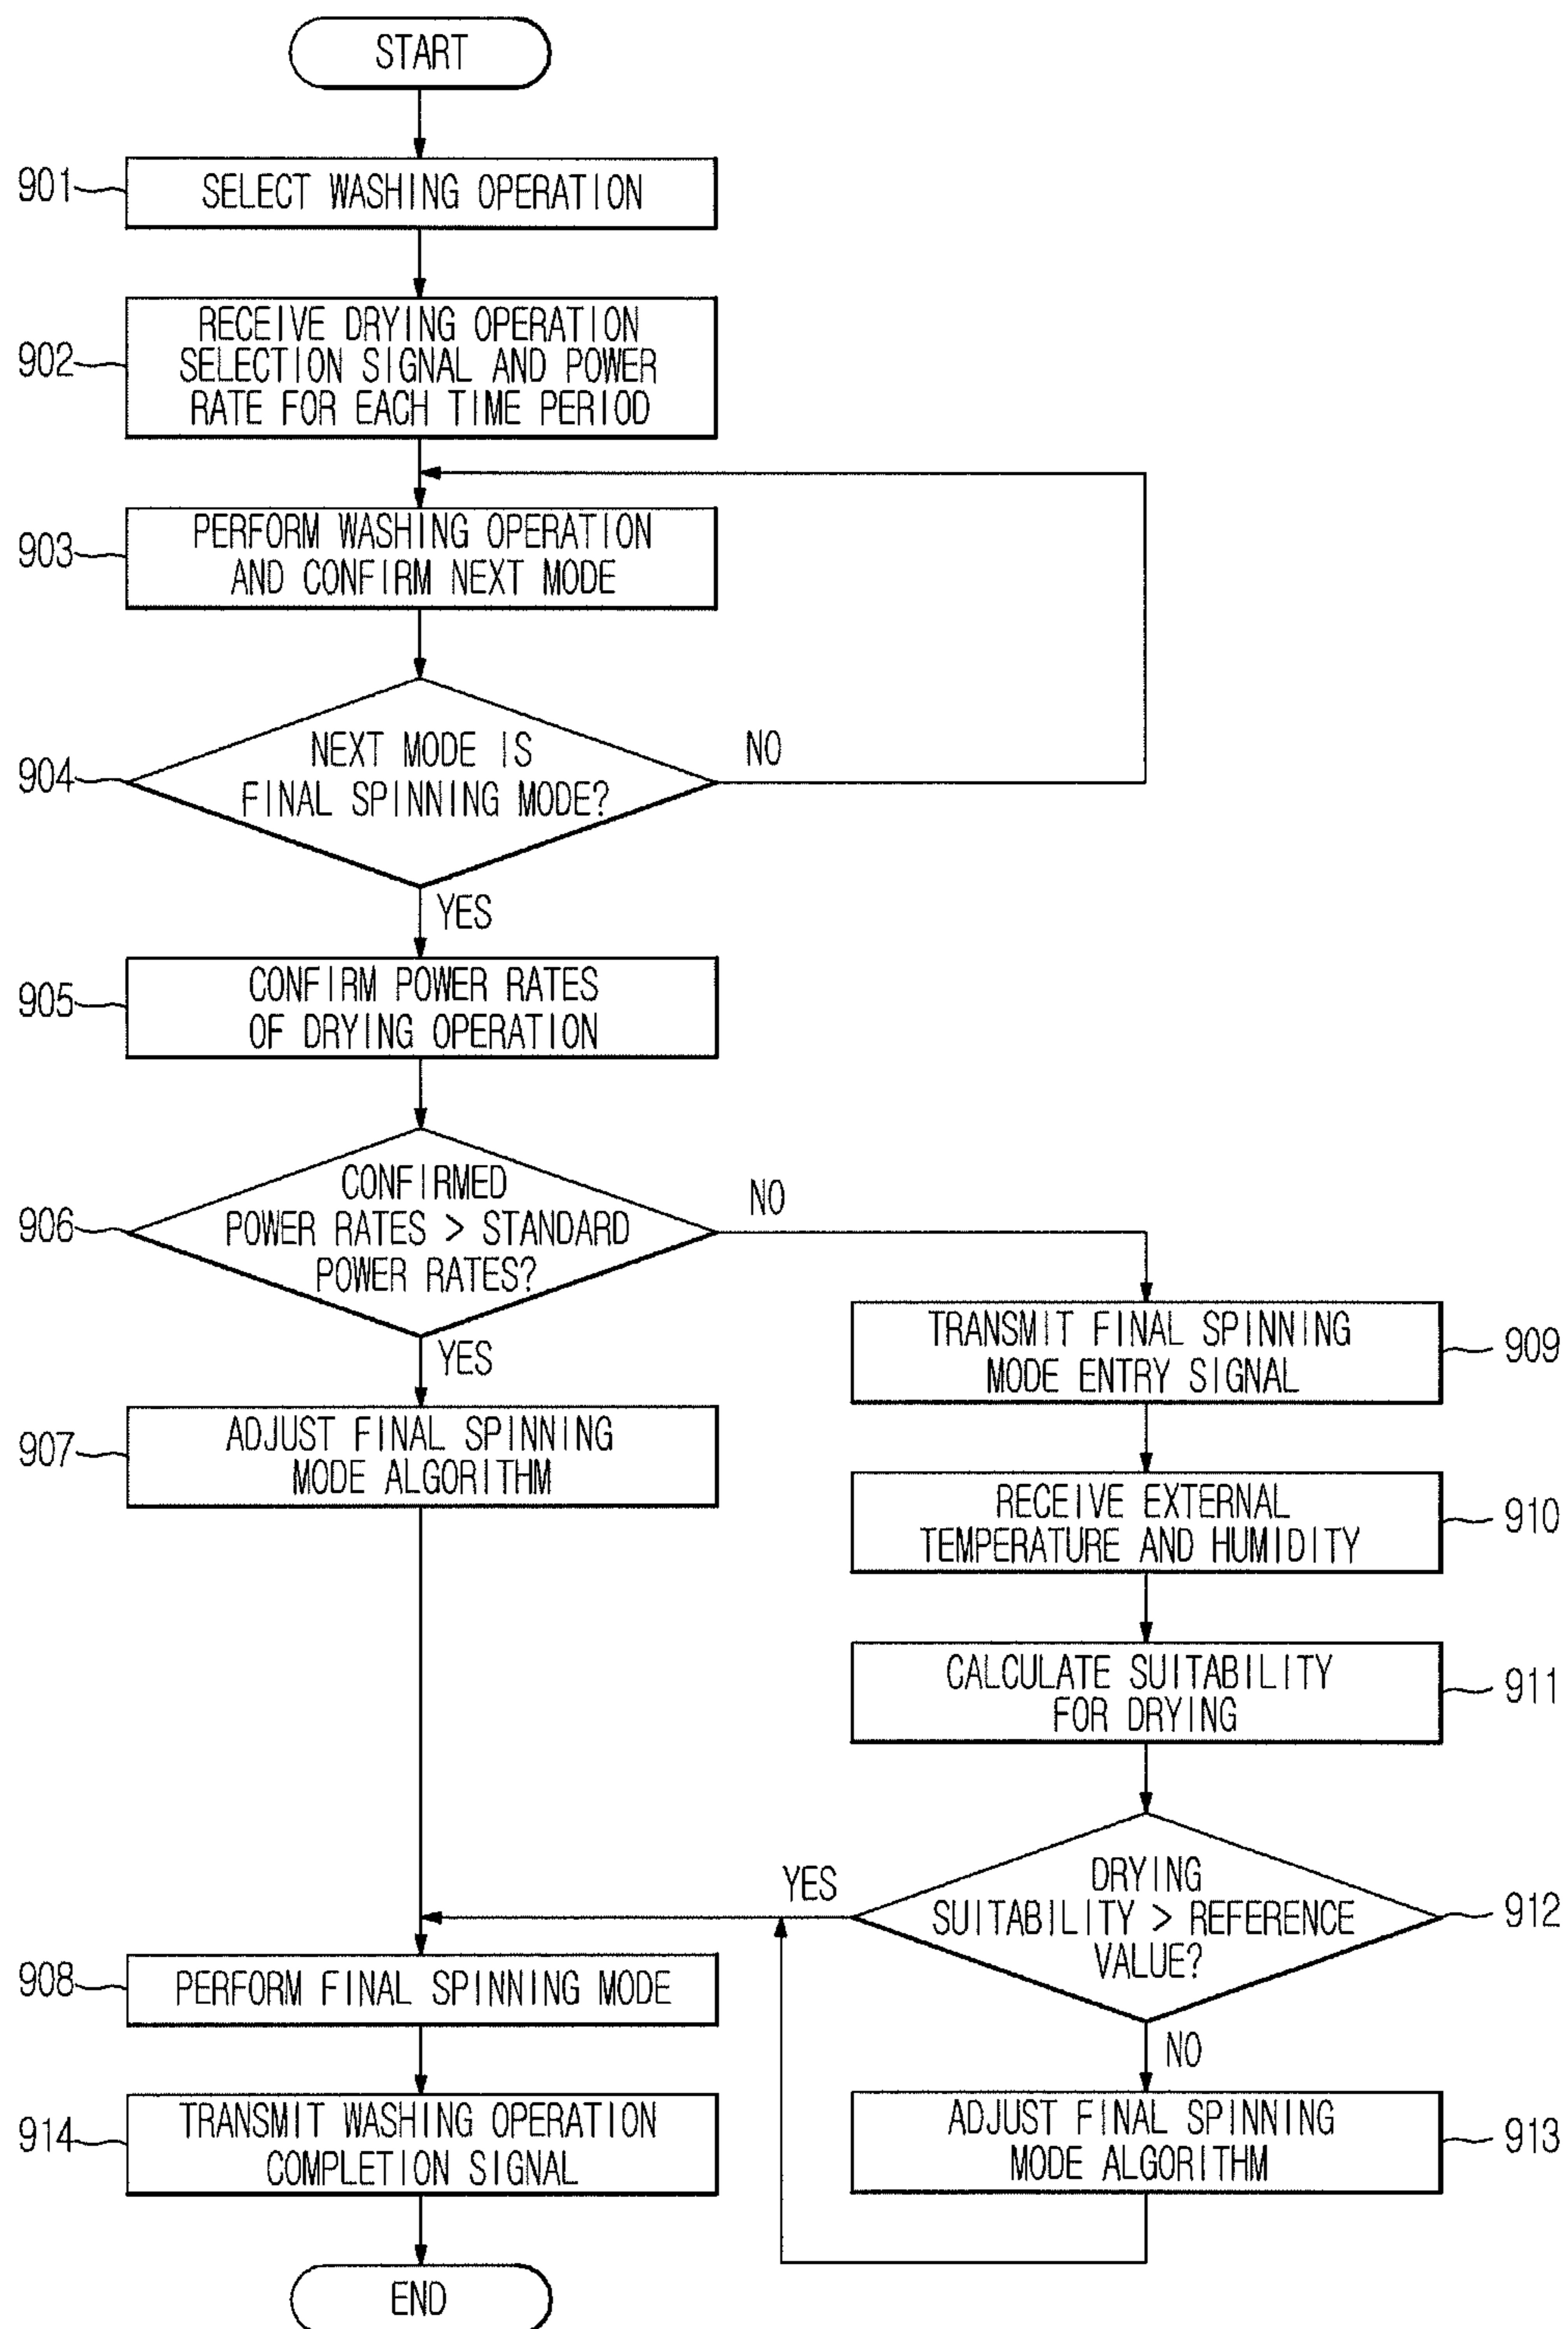 START
901
SELECT WASHING OPERATION
902
RECEIVE DRYING OPERATION
SELECTION SIGNAL AND POWER
RATE FOR EACH TIME PERIOD
903
PERFORM WASHING OPERATION
AND CONFIRM NEXT MODE
904
NEXT MODE IS
FINAL SPINNING MODE?
NO
YES
905
CONFIRM POWER RATES
OF DRYING OPERATION
906
CONFIRMED
POWER RATES > STANDARD
POWER RATES?
NO
YES
907
ADJUST FINAL SPINNING
MODE ALGORITHM
TRANSMIT FINAL SPINNING
MODE ENTRY SIGNAL
909
RECEIVE EXTERNAL
TEMPERATURE AND HUMIDITY
910
CALCULATE SUITABILITY
FOR DRYING
911
DRYING
SUITABILITY > REFERENCE
VALUE?
912
YES
NO
908
PERFORM FINAL SPINNING MODE
ADJUST FINAL SPINNING
MODE ALGORITHM
913
914
TRANSMIT WASHING OPERATION
COMPLETION SIGNAL
END